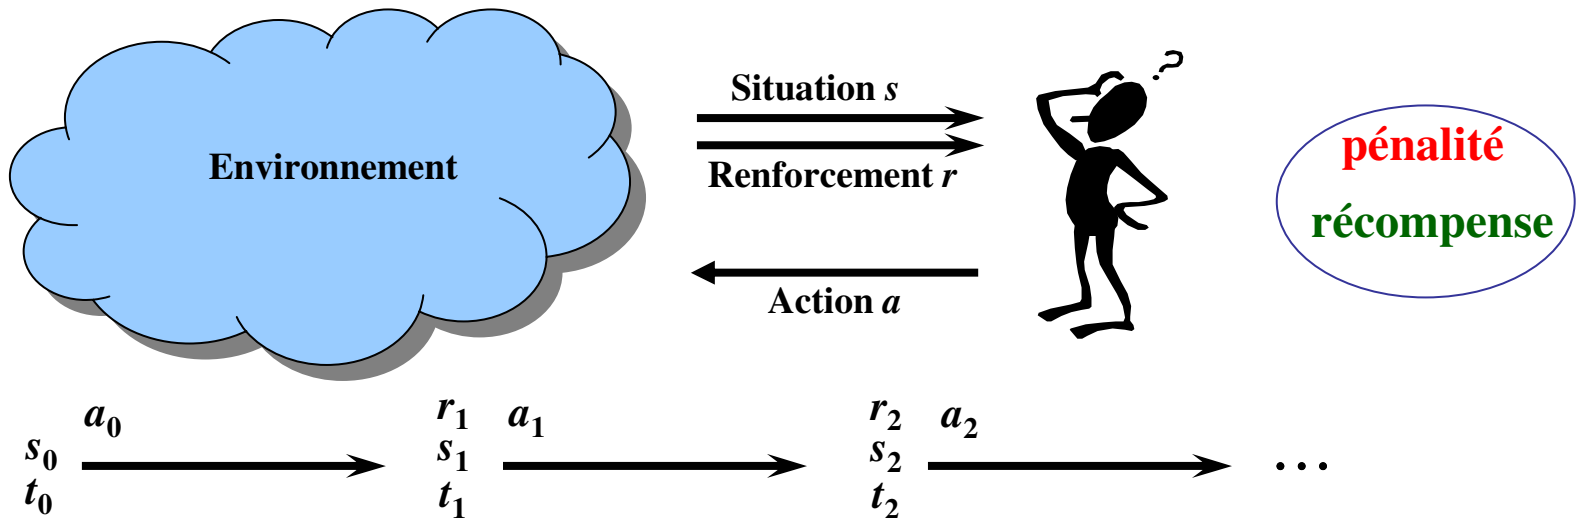 Situation s
Environnement
Renforcement r
Action a
?
pénalité
récompense
a₀
s₀
t₀
r₁ a₁
s₁
t₁
r₂ a₂
s₂
t₂
...